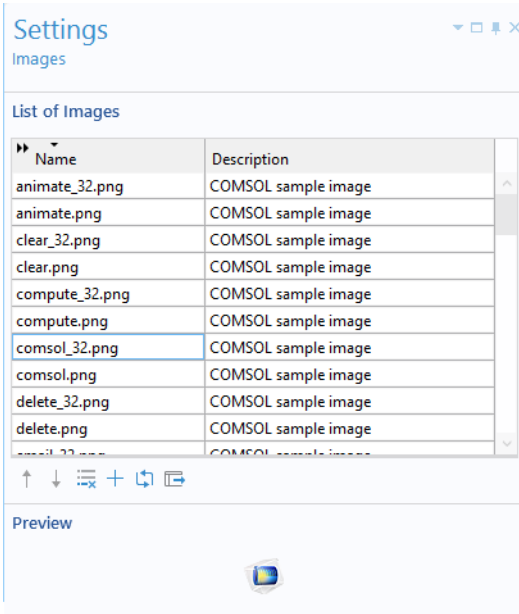 Settings
Images
List of Images
Name Description
animate_32.png COMSOL sample image
animate.png COMSOL sample image
clear_32.png COMSOL sample image
clear.png COMSOL sample image
compute_32.png COMSOL sample image
compute.png COMSOL sample image
comsol_32.png COMSOL sample image
comsol.png COMSOL sample image
delete_32.png COMSOL sample image
delete.png COMSOL sample image
COMSOL sample image
Preview